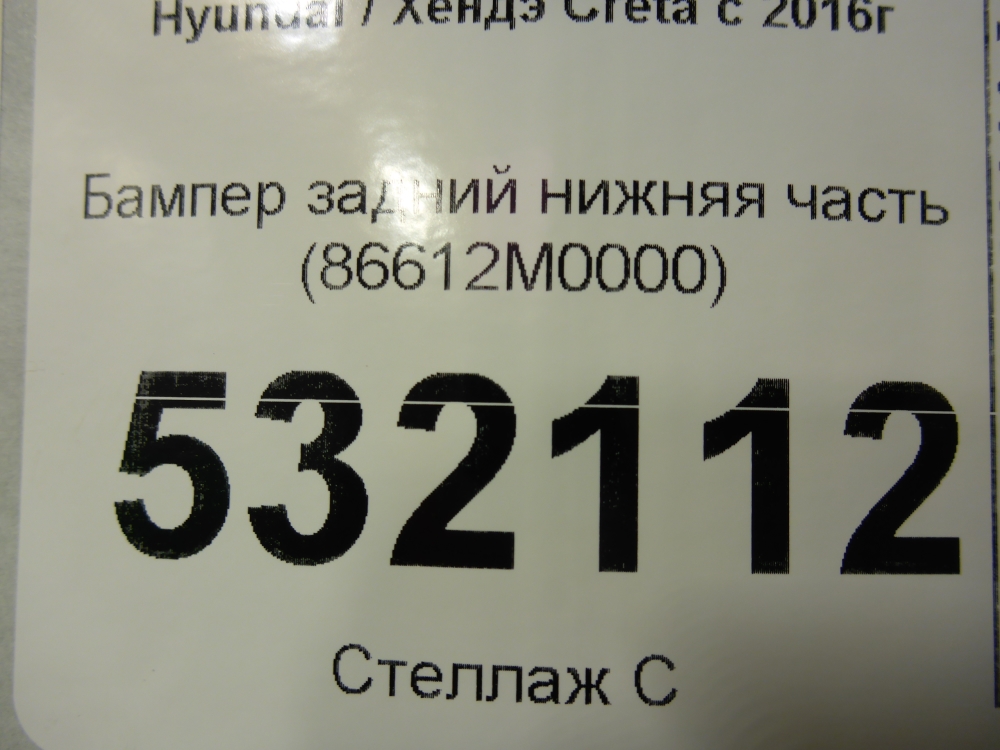 Hyundai / Хендэ Creta с 2016г
Бампер задний нижняя часть
(86612M0000)
532112
Стеллаж С